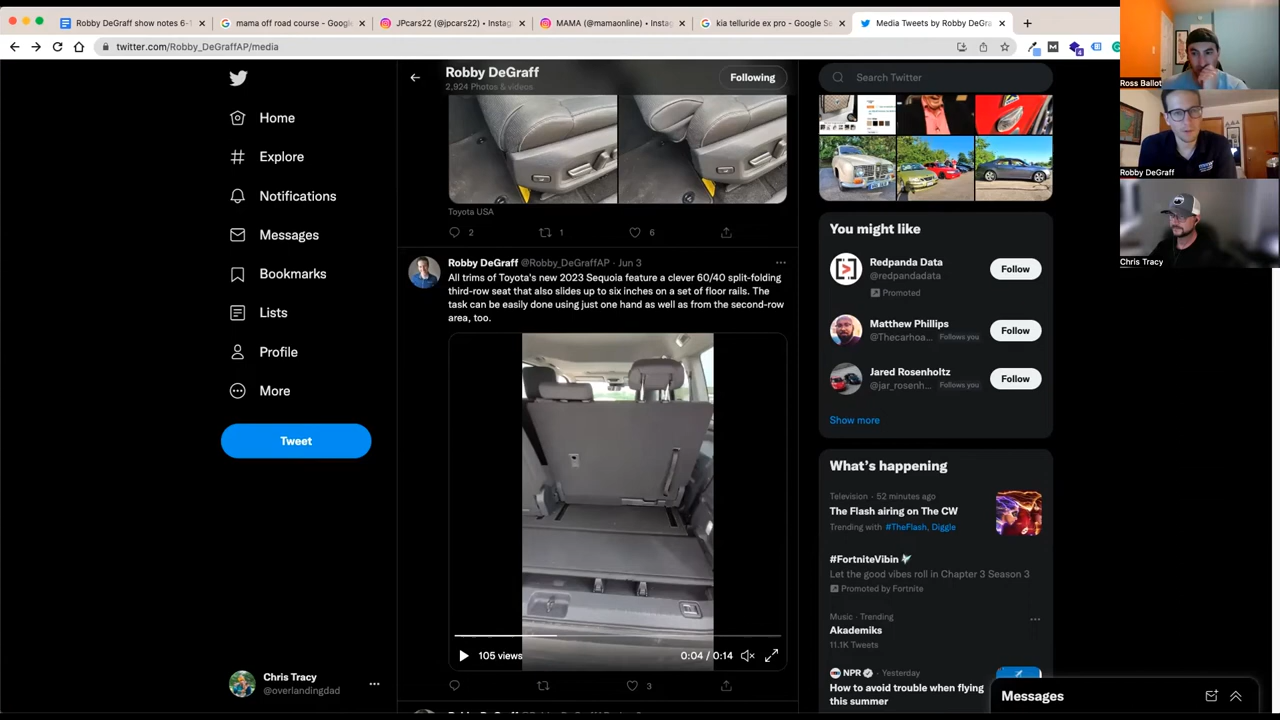 Robby DeGraff show notes 6-1
mama off road course - Google
JPcars22 (@jpcars22) • Instag
MAMA (@mamaonline) • Instag
kia telluride ex pro - Google Se
Media Tweets by Robby DeGra
twitter.com/Robby_DeGraffAP/media
Home
Explore
Notifications
Messages
Bookmarks
Lists
Profile
More
Tweet
Chris Tracy
@overlandingdad
Robby DeGraff
2,924 Photos & videos
Following
Toyota USA
2
1
6
Robby DeGraff @Robby_DeGraffAP · Jun 3
All trims of Toyota's new 2023 Sequoia feature a clever 60/40 split-folding
third-row seat that also slides up to six inches on a set of floor rails. The
task can be easily done using just one hand as well as from the second-row
area, too.
105 views
0:04 / 0:14
3
Search Twitter
You might like
Redpanda Data
@redpandadata
Promoted
Follow
Matthew Phillips
@Thecarhoa... Follows you
Follow
Jared Rosenholtz
@jar_rosenh... Follows you
Follow
Show more
What's happening
Television · 52 minutes ago
The Flash airing on The CW
Trending with #TheFlash, Diggle
#FortniteVibin
Let the good vibes roll in Chapter 3 Season 3
Promoted by Fortnite
Music · Trending
Akademiks
11.1K Tweets
NPR · Yesterday
How to avoid trouble when flying
this summer
Messages
Ross Ballot
Robby DeGraff
Chris Tracy